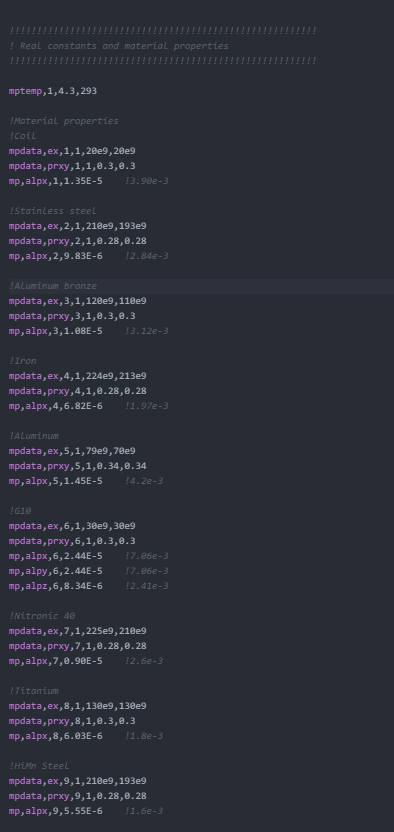 !!!!!!!!!!!!!!!!!!!!!!!!!!!!!!!!!!!!!!!!!!!!!!!!!!!!!!!!
! Real constants and material properties
!!!!!!!!!!!!!!!!!!!!!!!!!!!!!!!!!!!!!!!!!!!!!!!!!!!!!!!!
mptemp,1,4.3,293
!Material properties
!Coil
mpdata,ex,1,1,20e9,20e9
mpdata,prxy,1,1,0.3,0.3
mp,alpx,1,1.35E-5    !3.90e-3
!Stainless steel
mpdata,ex,2,1,210e9,193e9
mpdata,prxy,2,1,0.28,0.28
mp,alpx,2,9.83E-6    !2.84e-3
!Aluminum bronze
mpdata,ex,3,1,120e9,110e9
mpdata,prxy,3,1,0.3,0.3
mp,alpx,3,1.08E-5    !3.12e-3
!Iron
mpdata,ex,4,1,224e9,213e9
mpdata,prxy,4,1,0.28,0.28
mp,alpx,4,6.82E-6    !1.97e-3
!Aluminum
mpdata,ex,5,1,79e9,70e9
mpdata,prxy,5,1,0.34,0.34
mp,alpx,5,1.45E-5    !4.2e-3
!G10
mpdata,ex,6,1,30e9,30e9
mpdata,prxy,6,1,0.3,0.3
mp,alpx,6,2.44E-5    !7.06e-3
mp,alpy,6,2.44E-5    !7.06e-3
mp,alpz,6,8.34E-6    !2.41e-3
!Nitronic 40
mpdata,ex,7,1,225e9,210e9
mpdata,prxy,7,1,0.28,0.28
mp,alpx,7,0.90E-5    !2.6e-3
!Titanium
mpdata,ex,8,1,130e9,130e9
mpdata,prxy,8,1,0.3,0.3
mp,alpx,8,6.03E-6    !1.8e-3
!HiMn Steel
mpdata,ex,9,1,210e9,193e9
mpdata,prxy,9,1,0.28,0.28
mp,alpx,9,5.55E-6    !1.6e-3